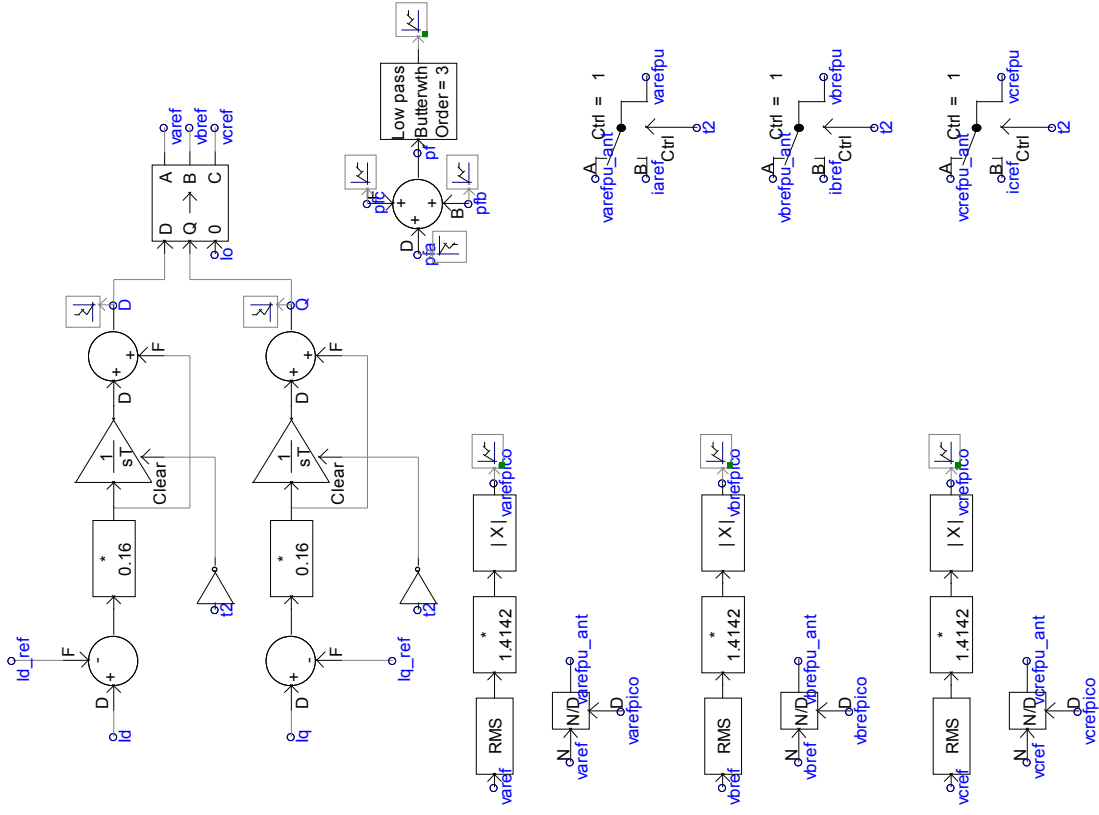 Id_ref
F
-
+
D
Id
*
0.16
1
sT
Clear
t2
D
+
+
F
D
Iq
D
+
-
F
Iq_ref
*
0.16
1
sT
Clear
t2
D
+
+
F
Q
D
Q
0
Io
A
B
C
varef
vbref
vcref
pfc
F
+
+
+
D
pfa
B
pfb
pf
Low pass
Butterwth
Order = 3
A
varefpu_ant
B
iaref
Ctrl = 1
Ctrl
t2
varefpu
A
vbrefpu_ant
B
ibref
Ctrl = 1
Ctrl
t2
vbrefpu
A
vcrefpu_ant
B
icref
Ctrl = 1
Ctrl
t2
vcrefpu
varef
RMS
*
1.4142
| X |
varefpico
N
varef
N/D
D
varefpico
varefpu_ant
vbref
RMS
*
1.4142
| X |
vbrefpico
N
vbref
N/D
D
vbrefpico
vbrefpu_ant
vcref
RMS
*
1.4142
| X |
vcrefpico
N
vcref
N/D
D
vcrefpico
vcrefpu_ant